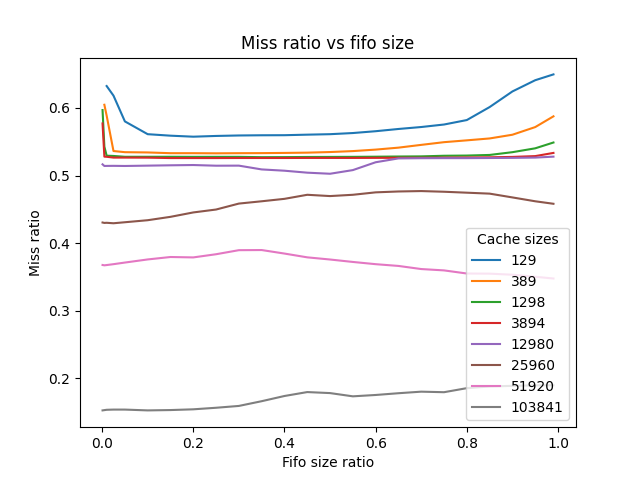 Miss ratio vs fifo size
Miss ratio
0.6
0.5
0.4
0.3
0.2
Cache sizes
129
389
1298
3894
12980
25960
51920
103841
0.0 0.2 0.4 0.6 0.8 1.0
Fifo size ratio